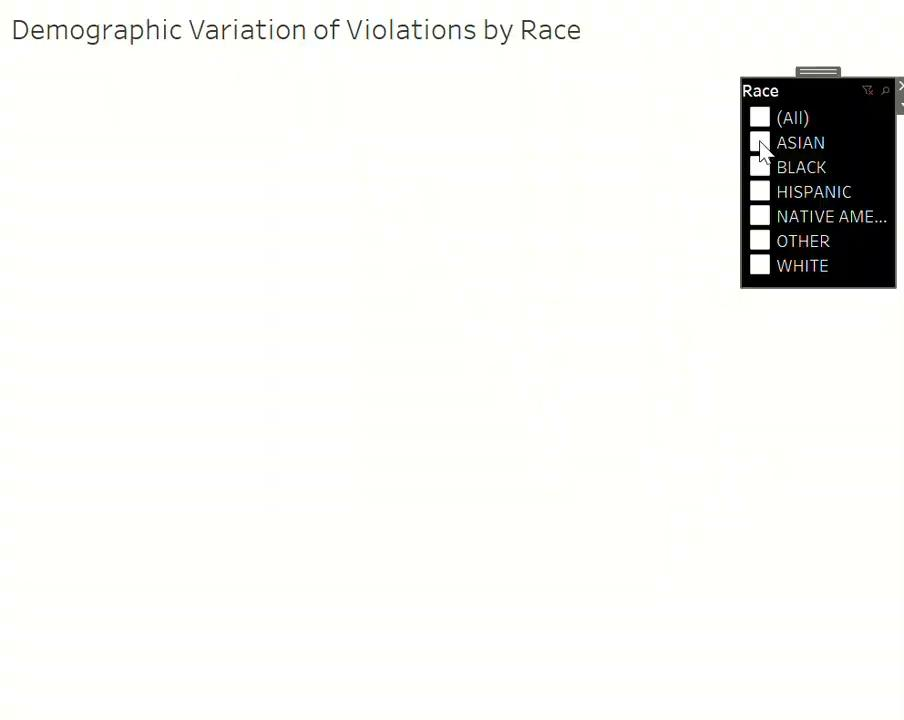 Demographic Variation of Violations by Race
Race
(All)
ASIAN
BLACK
HISPANIC
NATIVE AME...
OTHER
WHITE